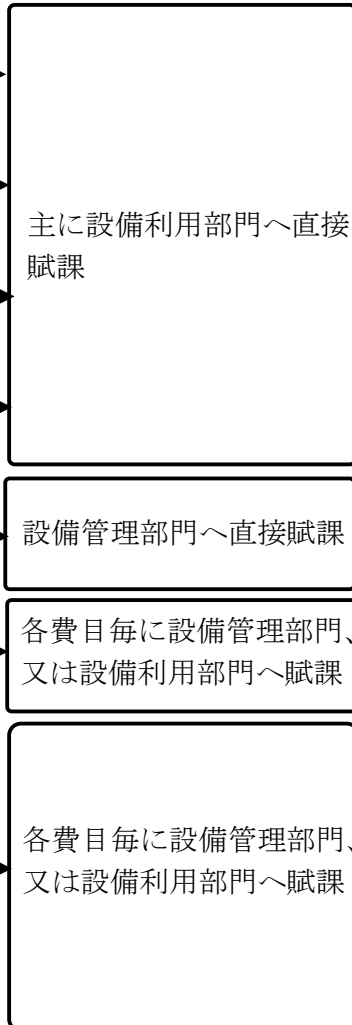 主に設備利用部門へ直接
賦課
設備管理部門へ直接賦課
各費目毎に設備管理部門、
又は設備利用部門へ賦課
各費目毎に設備管理部門、
又は設備利用部門へ賦課